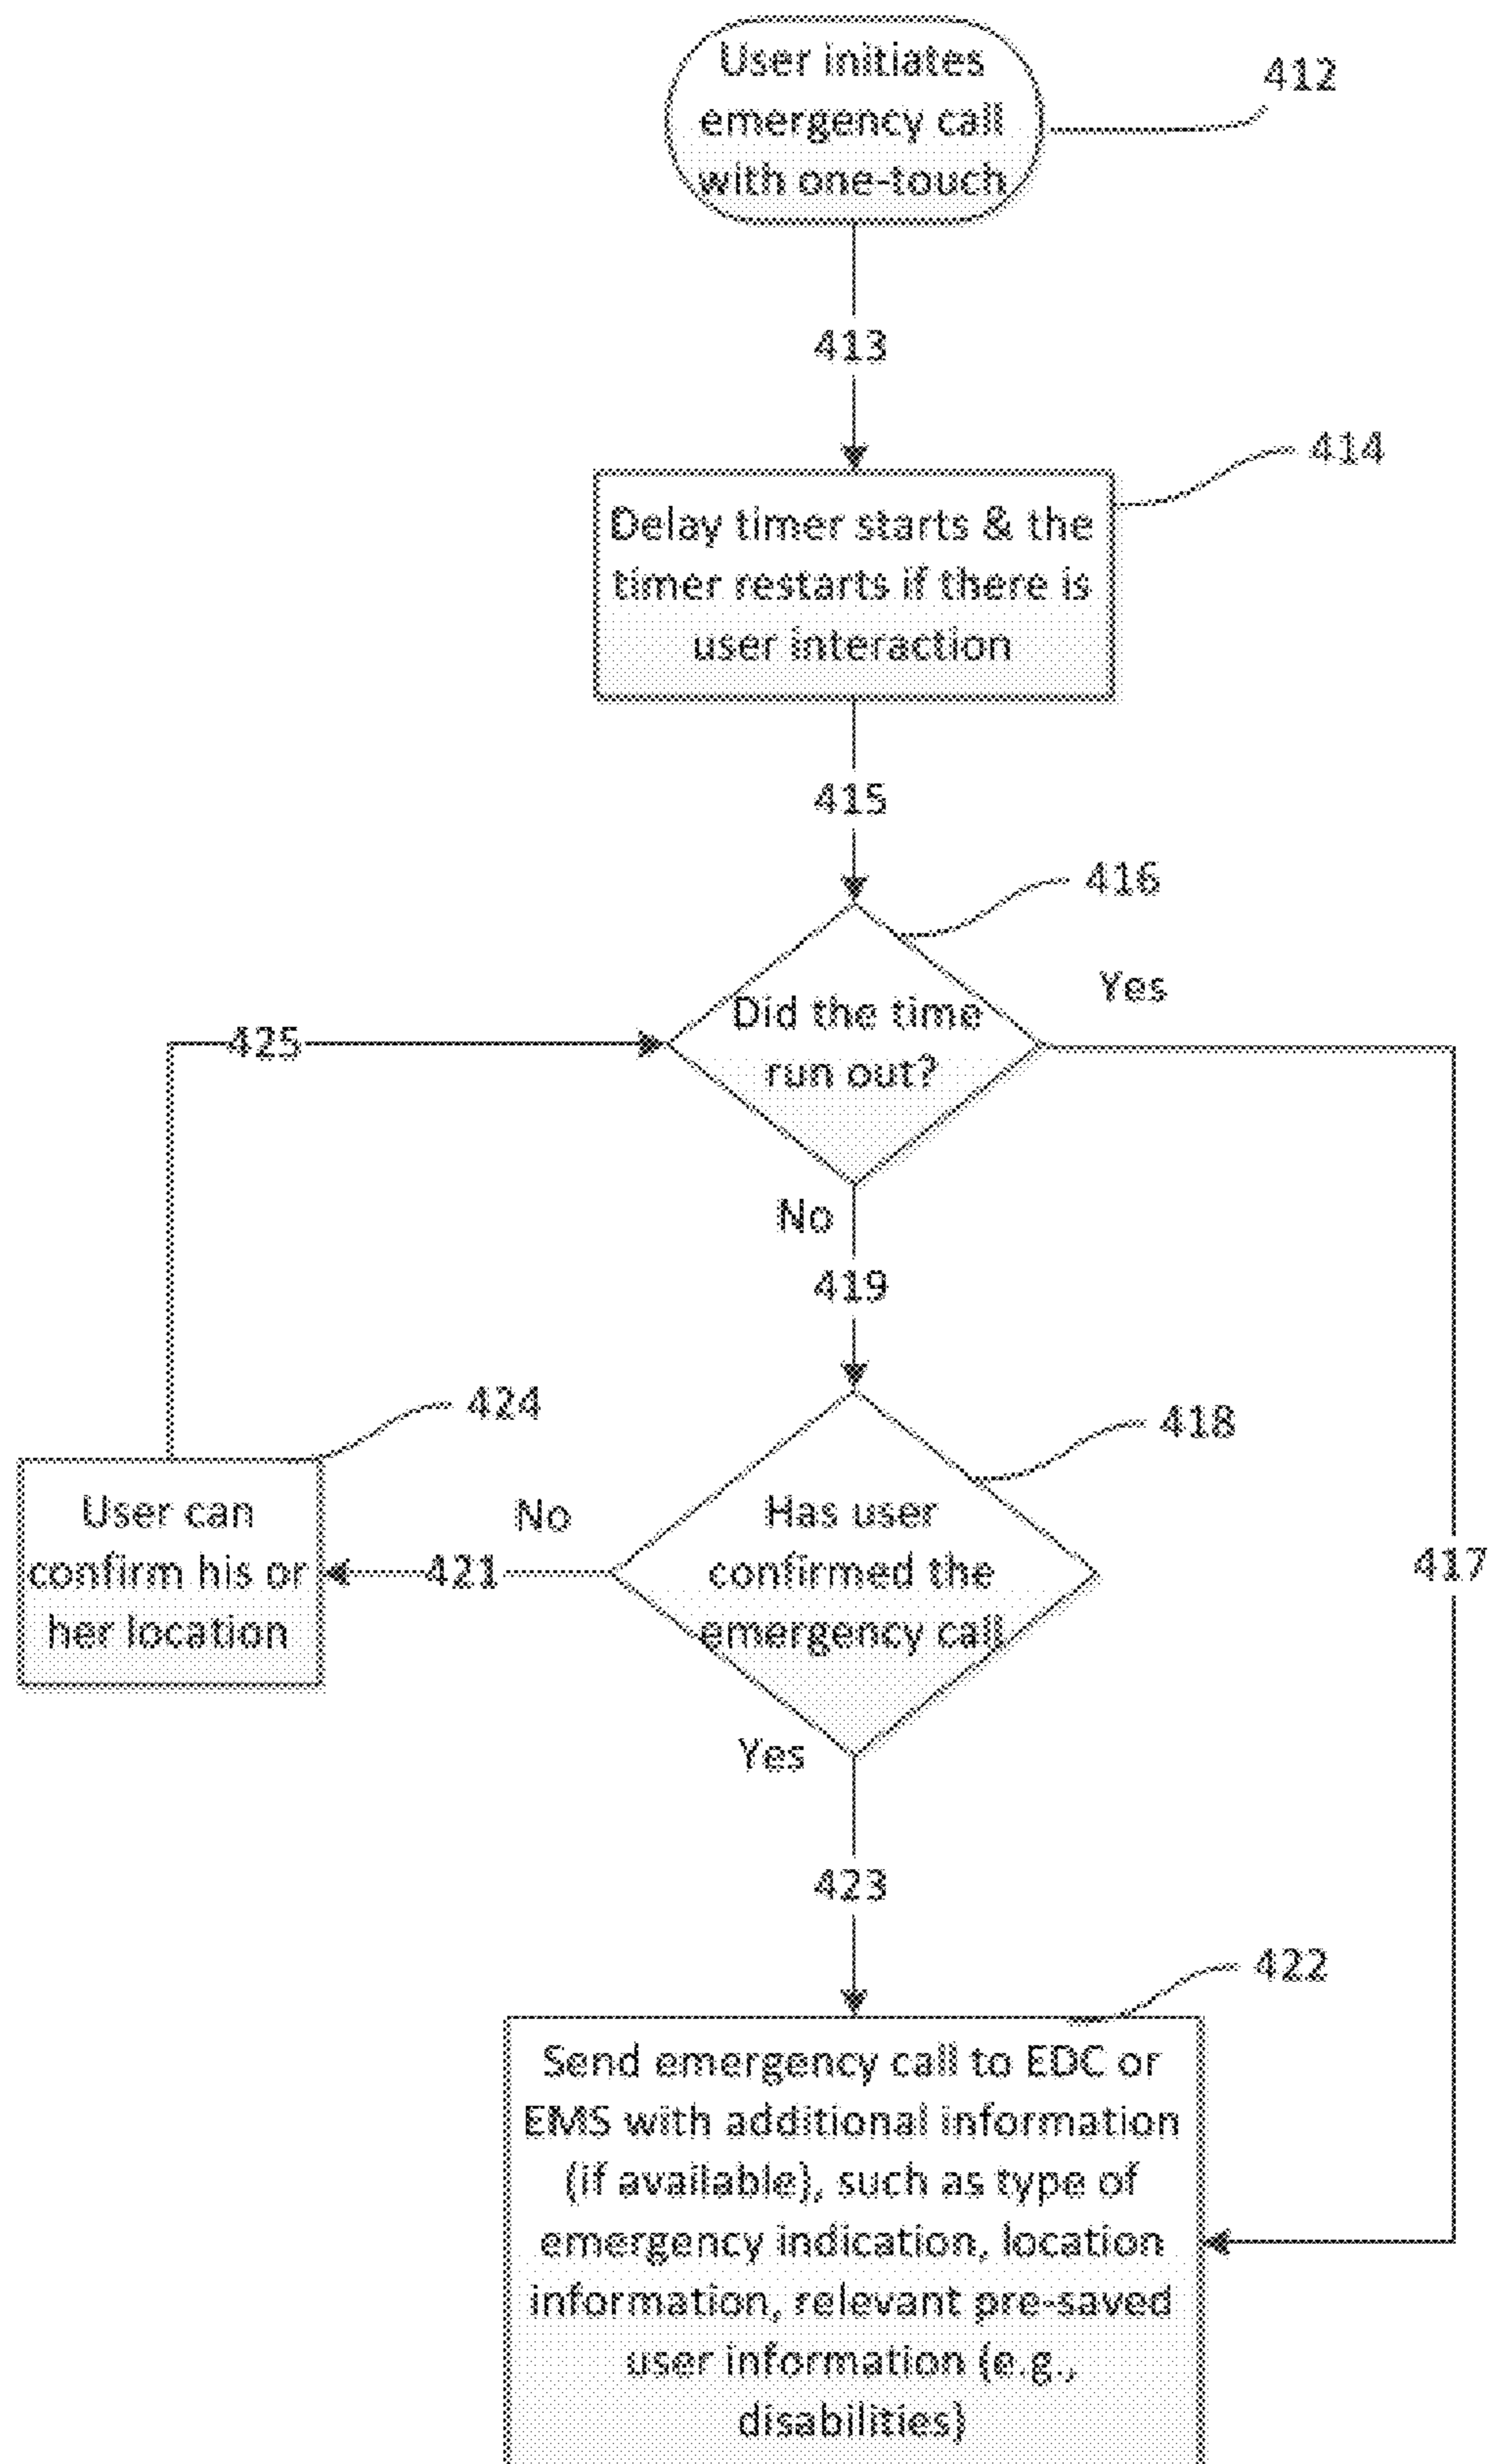 User initiates
emergency call
with one-touch
412
413
414
Delay timer starts & the
timer restarts if there is
user interaction
415
416
Yes
Did the time
run out?
425
No
419
424
418
User can
confirm his or
her location
No
421
Has user
confirmed the
emergency call
417
Yes
423
422
Send emergency call to EDC or
EMS with additional information
(if available), such as type of
emergency indication, location
information, relevant pre-saved
user information (e.g.,
disabilities)